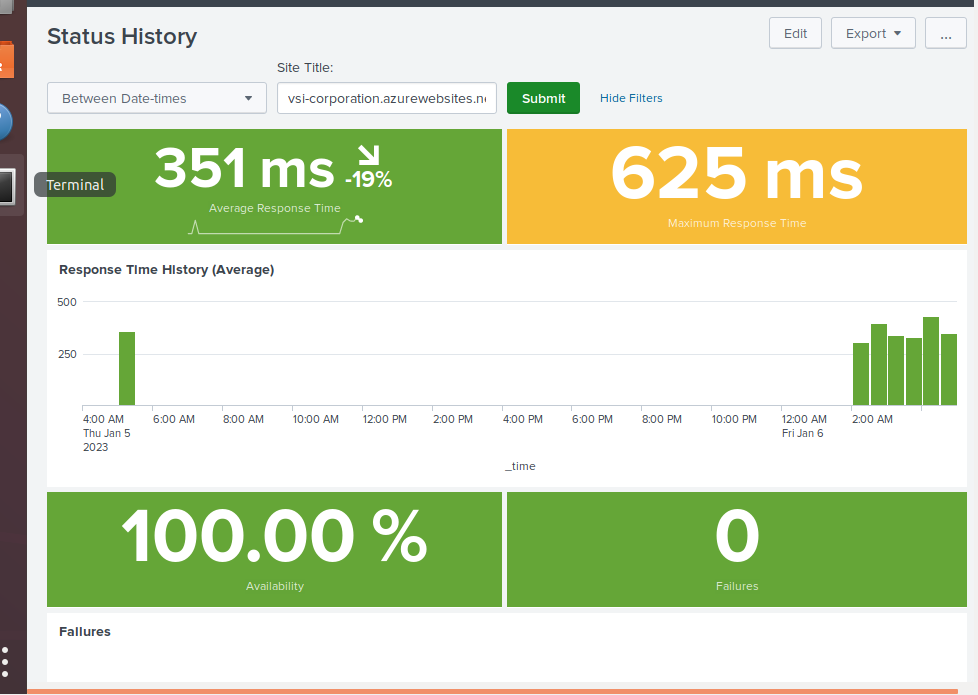 Status History
Edit
Export
...
Site Title:
Between Date-times
vsi-corporation.azurewebsites.n
Submit
Hide Filters
351 ms
-19%
Average Response Time
625 ms
Maximum Response Time
Terminal
Response Time History (Average)
500
250
4:00 AM 6:00 AM 8:00 AM 10:00 AM 12:00 PM 2:00 PM 4:00 PM 6:00 PM 8:00 PM 10:00 PM 12:00 AM 2:00 AM
Thu Jan 5 Fri Jan 6
2023
_time
100.00 %
Availability
0
Failures
Failures